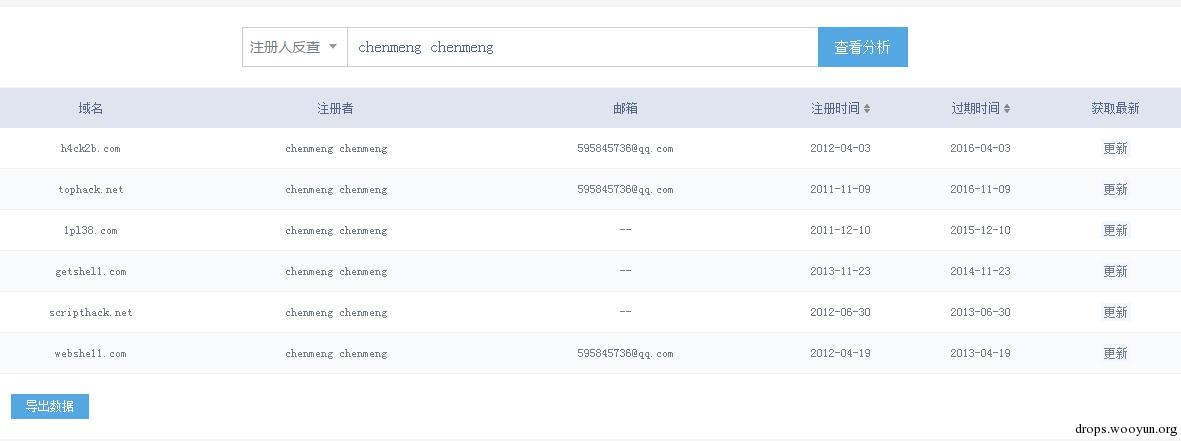 注册人反查 chenmeng chenmeng 查看分析
域名 注册者 邮箱 注册时间 过期时间 获取最新
h4ck2b.com chenmeng chenmeng 595845736@qq.com 2012-04-03 2016-04-03 更新
tophack.net chenmeng chenmeng 595845736@qq.com 2011-11-09 2016-11-09 更新
1pl38.com chenmeng chenmeng -- 2011-12-10 2015-12-10 更新
getshel1.com chenmeng chenmeng -- 2013-11-23 2014-11-23 更新
scripthack.net chenmeng chenmeng -- 2012-06-30 2013-06-30 更新
webshe11.com chenmeng chenmeng 595845736@qq.com 2012-04-19 2013-04-19 更新
导出数据
drops.wooyun.org